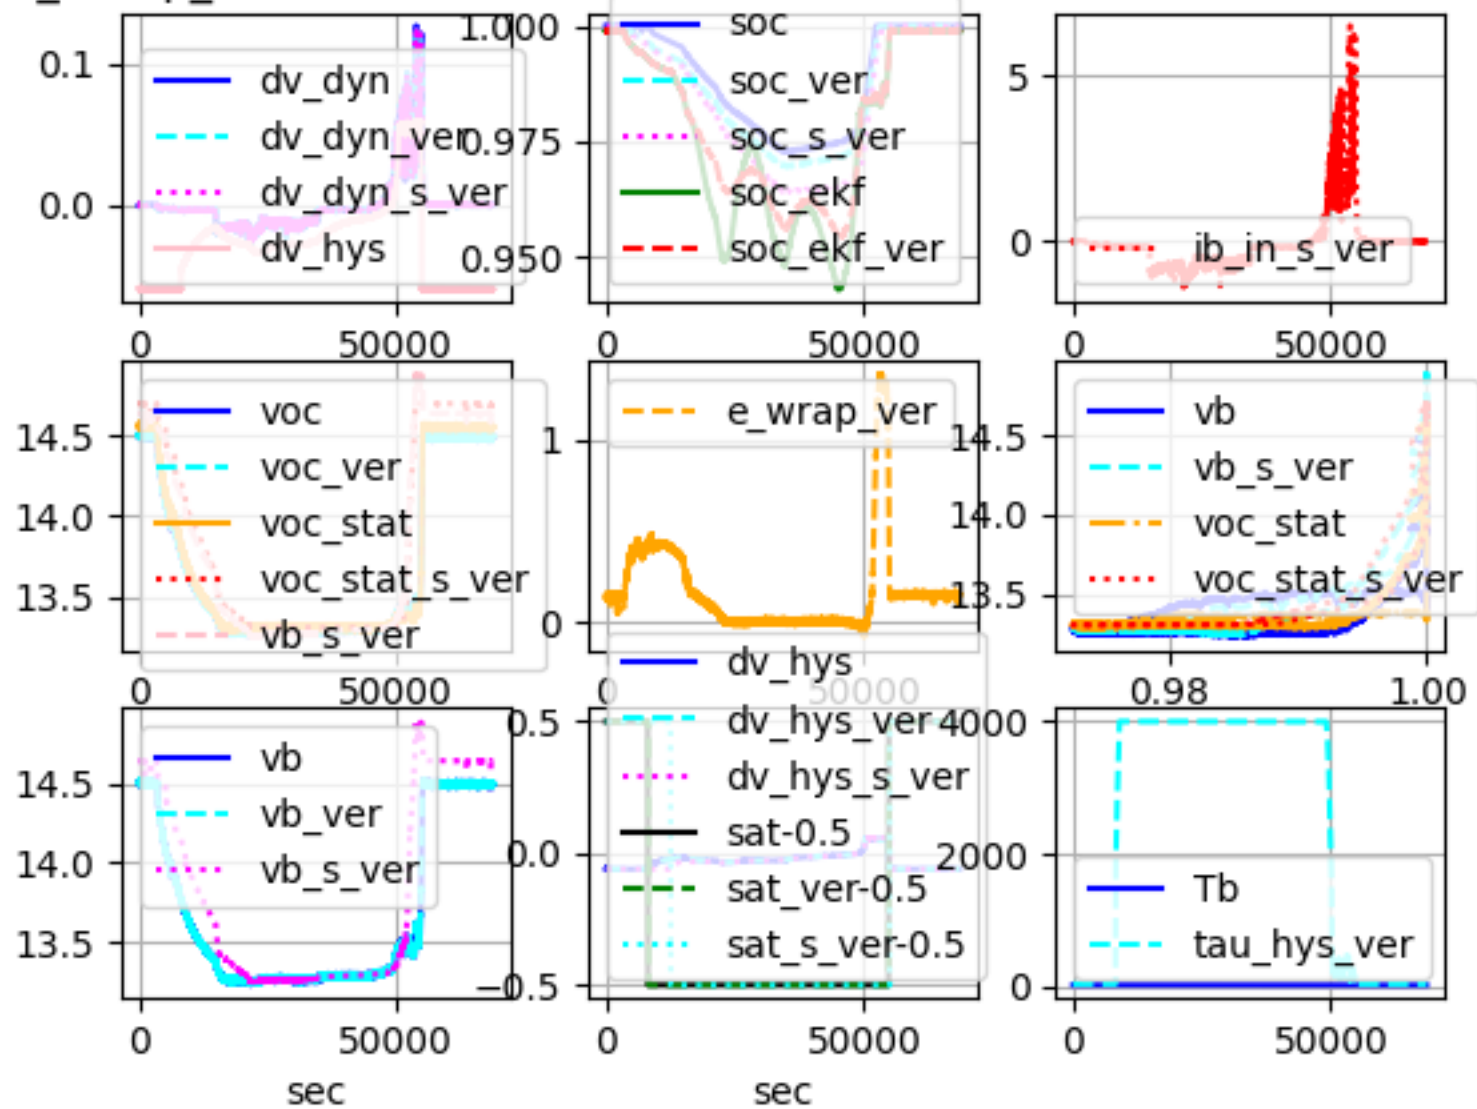 0.1
0.0
dv_dyn
dv_dyn_ver
dv_dyn_s_ver
dv_hys
0 50000
1.000
0.975
0.950
soc
soc_ver
soc_s_ver
soc_ekf
soc_ekf_ver
0 50000
5
0
ib_in_s_ver
0 50000
14.5
14.0
13.5
voc
voc_ver
voc_stat
voc_stat_s_ver
vb_s_ver
0 50000
1
0
e_wrap_ver
0 50000
14.5
14.0
13.5
vb
vb_s_ver
voc_stat
voc_stat_s_ver
0.98 1.00
14.5
14.0
13.5
vb
vb_ver
vb_s_ver
0 50000
sec
0.5
0.0
−0.5
dv_hys
dv_hys_ver
dv_hys_s_ver
sat-0.5
sat_ver-0.5
sat_s_ver-0.5
0 50000
sec
4000
2000
0
Tb
tau_hys_ver
0 50000